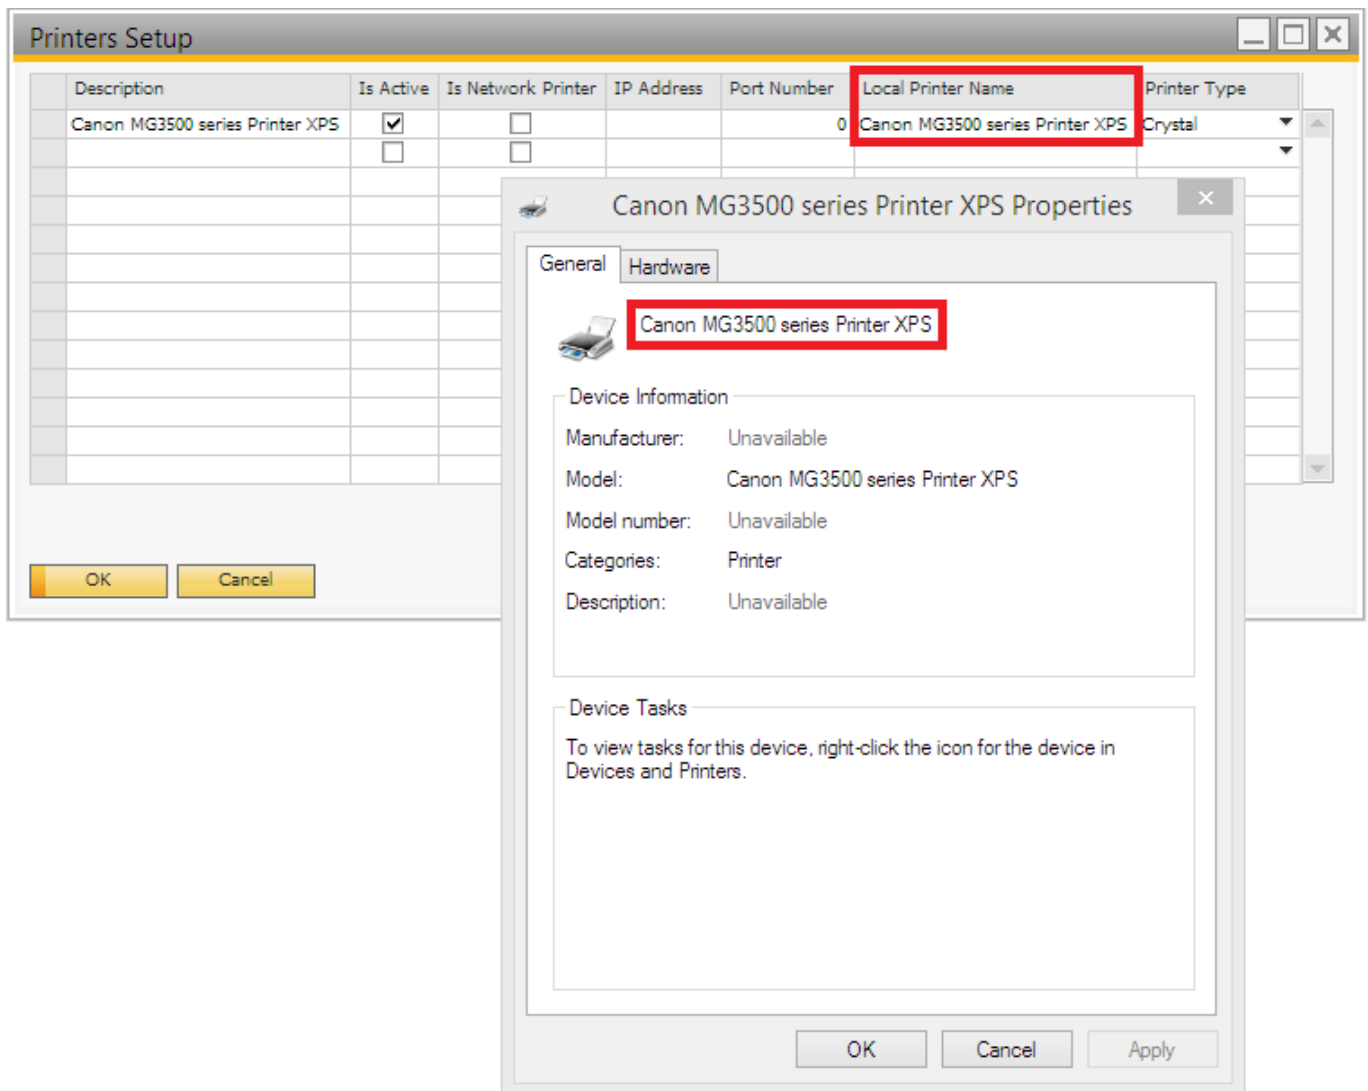 Printers Setup
Description Is Active Is Network Printer IP Address Port Number Local Printer Name Printer Type
Canon MG3500 series Printer XPS 0 Canon MG3500 series Printer XPS Crystal
Canon MG3500 series Printer XPS Properties
General Hardware
Canon MG3500 series Printer XPS
Device Information
Manufacturer: Unavailable
Model: Canon MG3500 series Printer XPS
Model number: Unavailable
Categories: Printer
Description: Unavailable
OK Cancel
Device Tasks
To view tasks for this device, right-click the icon for the device in
Devices and Printers.
OK Cancel Apply